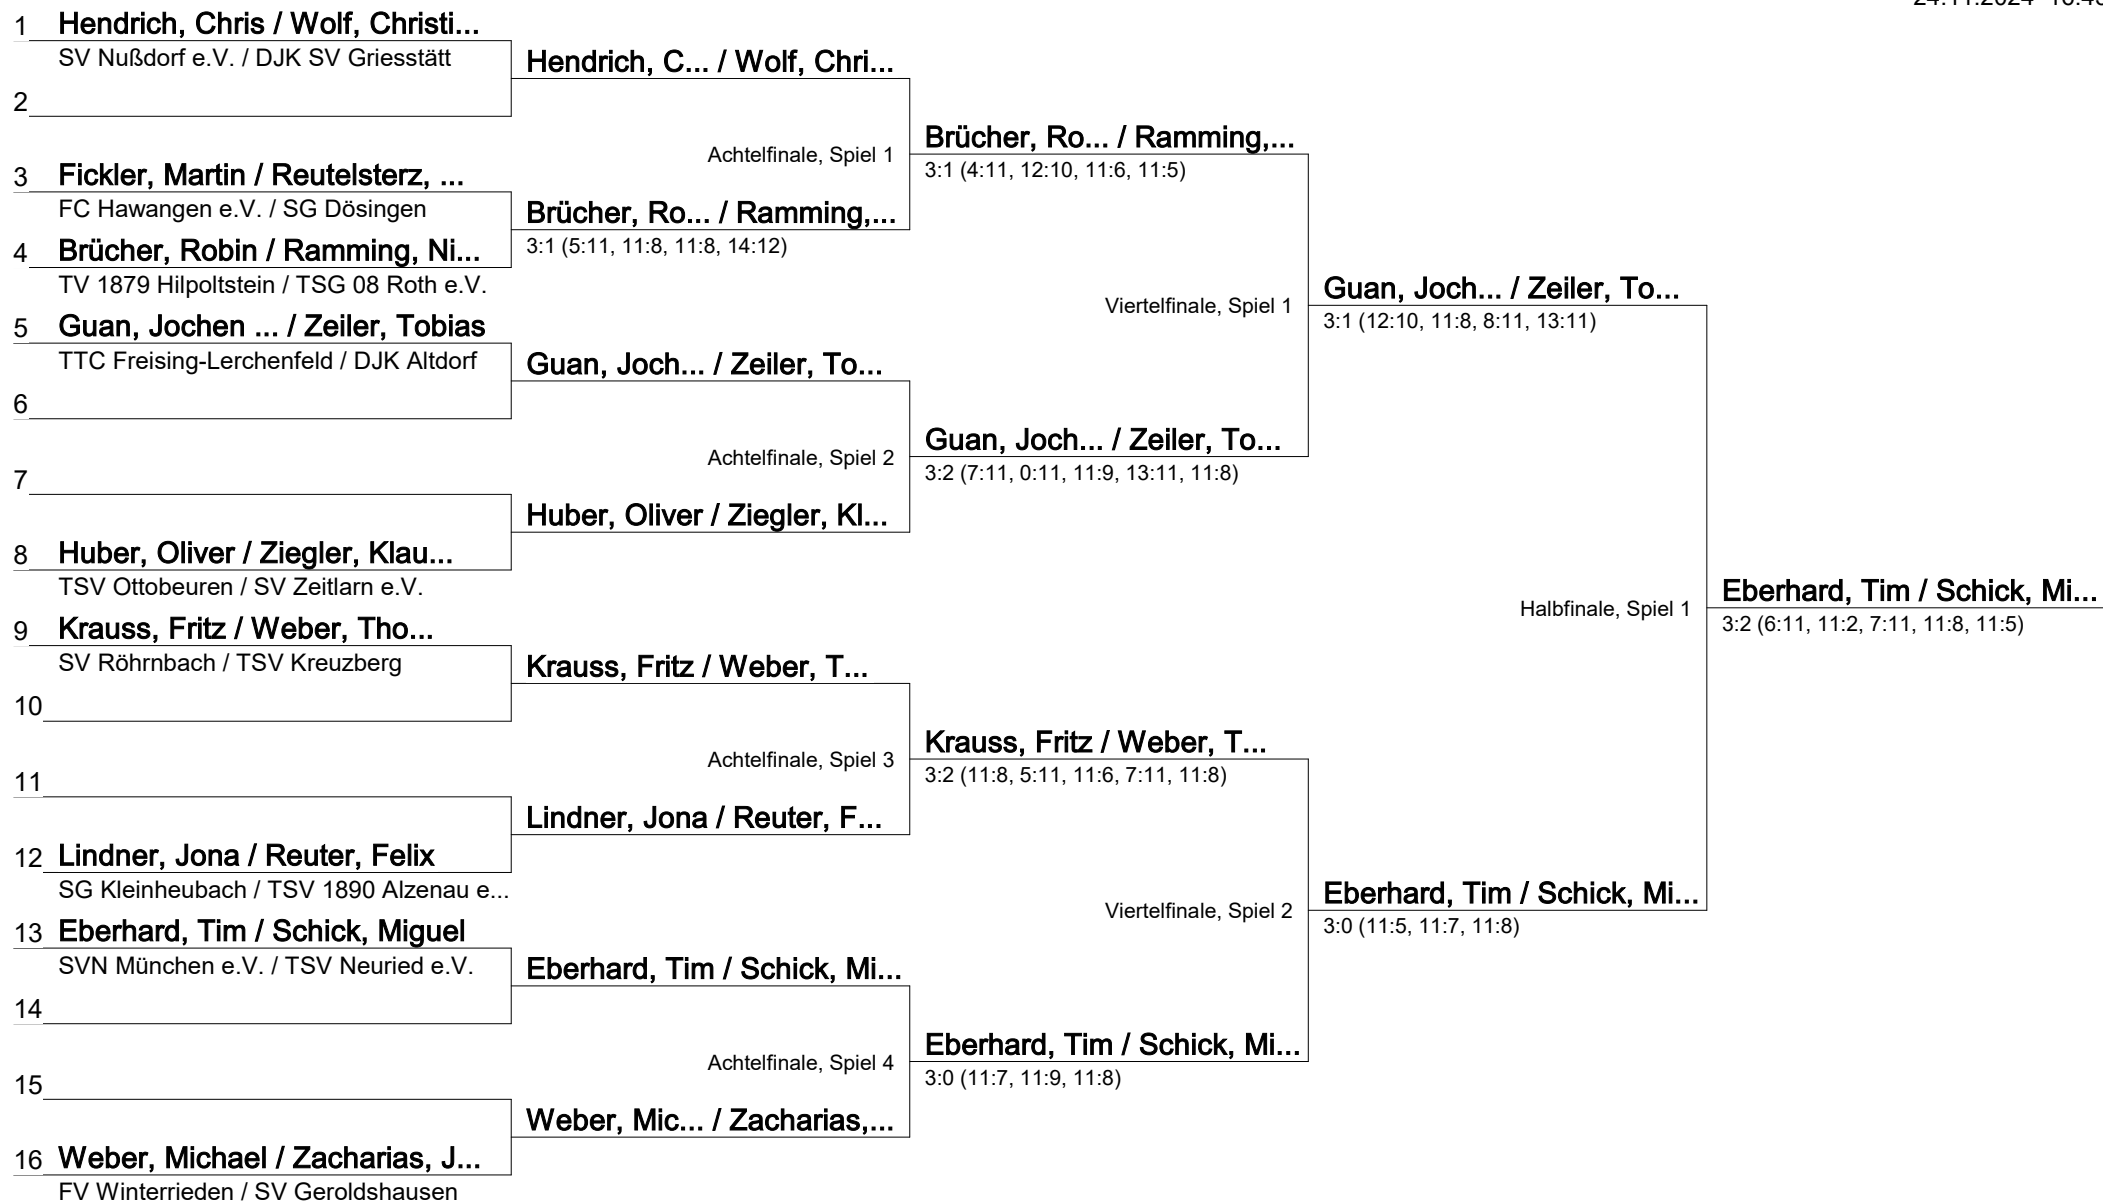 1 Hendrich, Chris / Wolf, Christi...
SV Nußdorf e.V. / DJK SV Griesstätt
Hendrich, C... / Wolf, Chri...
2
Achtelfinale, Spiel 1
Brücher, Ro... / Ramming,...
3:1 (4:11, 12:10, 11:6, 11:5)
3 Fickler, Martin / Reutelsterz, ...
FC Hawangen e.V. / SG Dösingen
Brücher, Ro... / Ramming,...
3:1 (5:11, 11:8, 11:8, 14:12)
4 Brücher, Robin / Ramming, Ni...
TV 1879 Hilpoltstein / TSG 08 Roth e.V.
Viertelfinale, Spiel 1
Guan, Joch... / Zeiler, To...
3:1 (12:10, 11:8, 8:11, 13:11)
5 Guan, Jochen ... / Zeiler, Tobias
TTC Freising-Lerchenfeld / DJK Altdorf
Guan, Joch... / Zeiler, To...
6
Achtelfinale, Spiel 2
Guan, Joch... / Zeiler, To...
3:2 (7:11, 0:11, 11:9, 13:11, 11:8)
7
Huber, Oliver / Ziegler, Kl...
8 Huber, Oliver / Ziegler, Klau...
TSV Ottobeuren / SV Zeitlarn e.V.
Halbfinale, Spiel 1
Eberhard, Tim / Schick, Mi...
3:2 (6:11, 11:2, 7:11, 11:8, 11:5)
9 Krauss, Fritz / Weber, Tho...
SV Röhrnbach / TSV Kreuzberg
Krauss, Fritz / Weber, T...
10
Achtelfinale, Spiel 3
Krauss, Fritz / Weber, T...
3:2 (11:8, 5:11, 11:6, 7:11, 11:8)
11
Lindner, Jona / Reuter, F...
12 Lindner, Jona / Reuter, Felix
SG Kleinheubach / TSV 1890 Alzenau e...
Viertelfinale, Spiel 2
Eberhard, Tim / Schick, Mi...
3:0 (11:5, 11:7, 11:8)
13 Eberhard, Tim / Schick, Miguel
SVN München e.V. / TSV Neuried e.V.
Eberhard, Tim / Schick, Mi...
14
Achtelfinale, Spiel 4
Eberhard, Tim / Schick, Mi...
3:0 (11:7, 11:9, 11:8)
15
Weber, Mic... / Zacharias,...
16 Weber, Michael / Zacharias, J...
FV Winterrieden / SV Geroldshausen